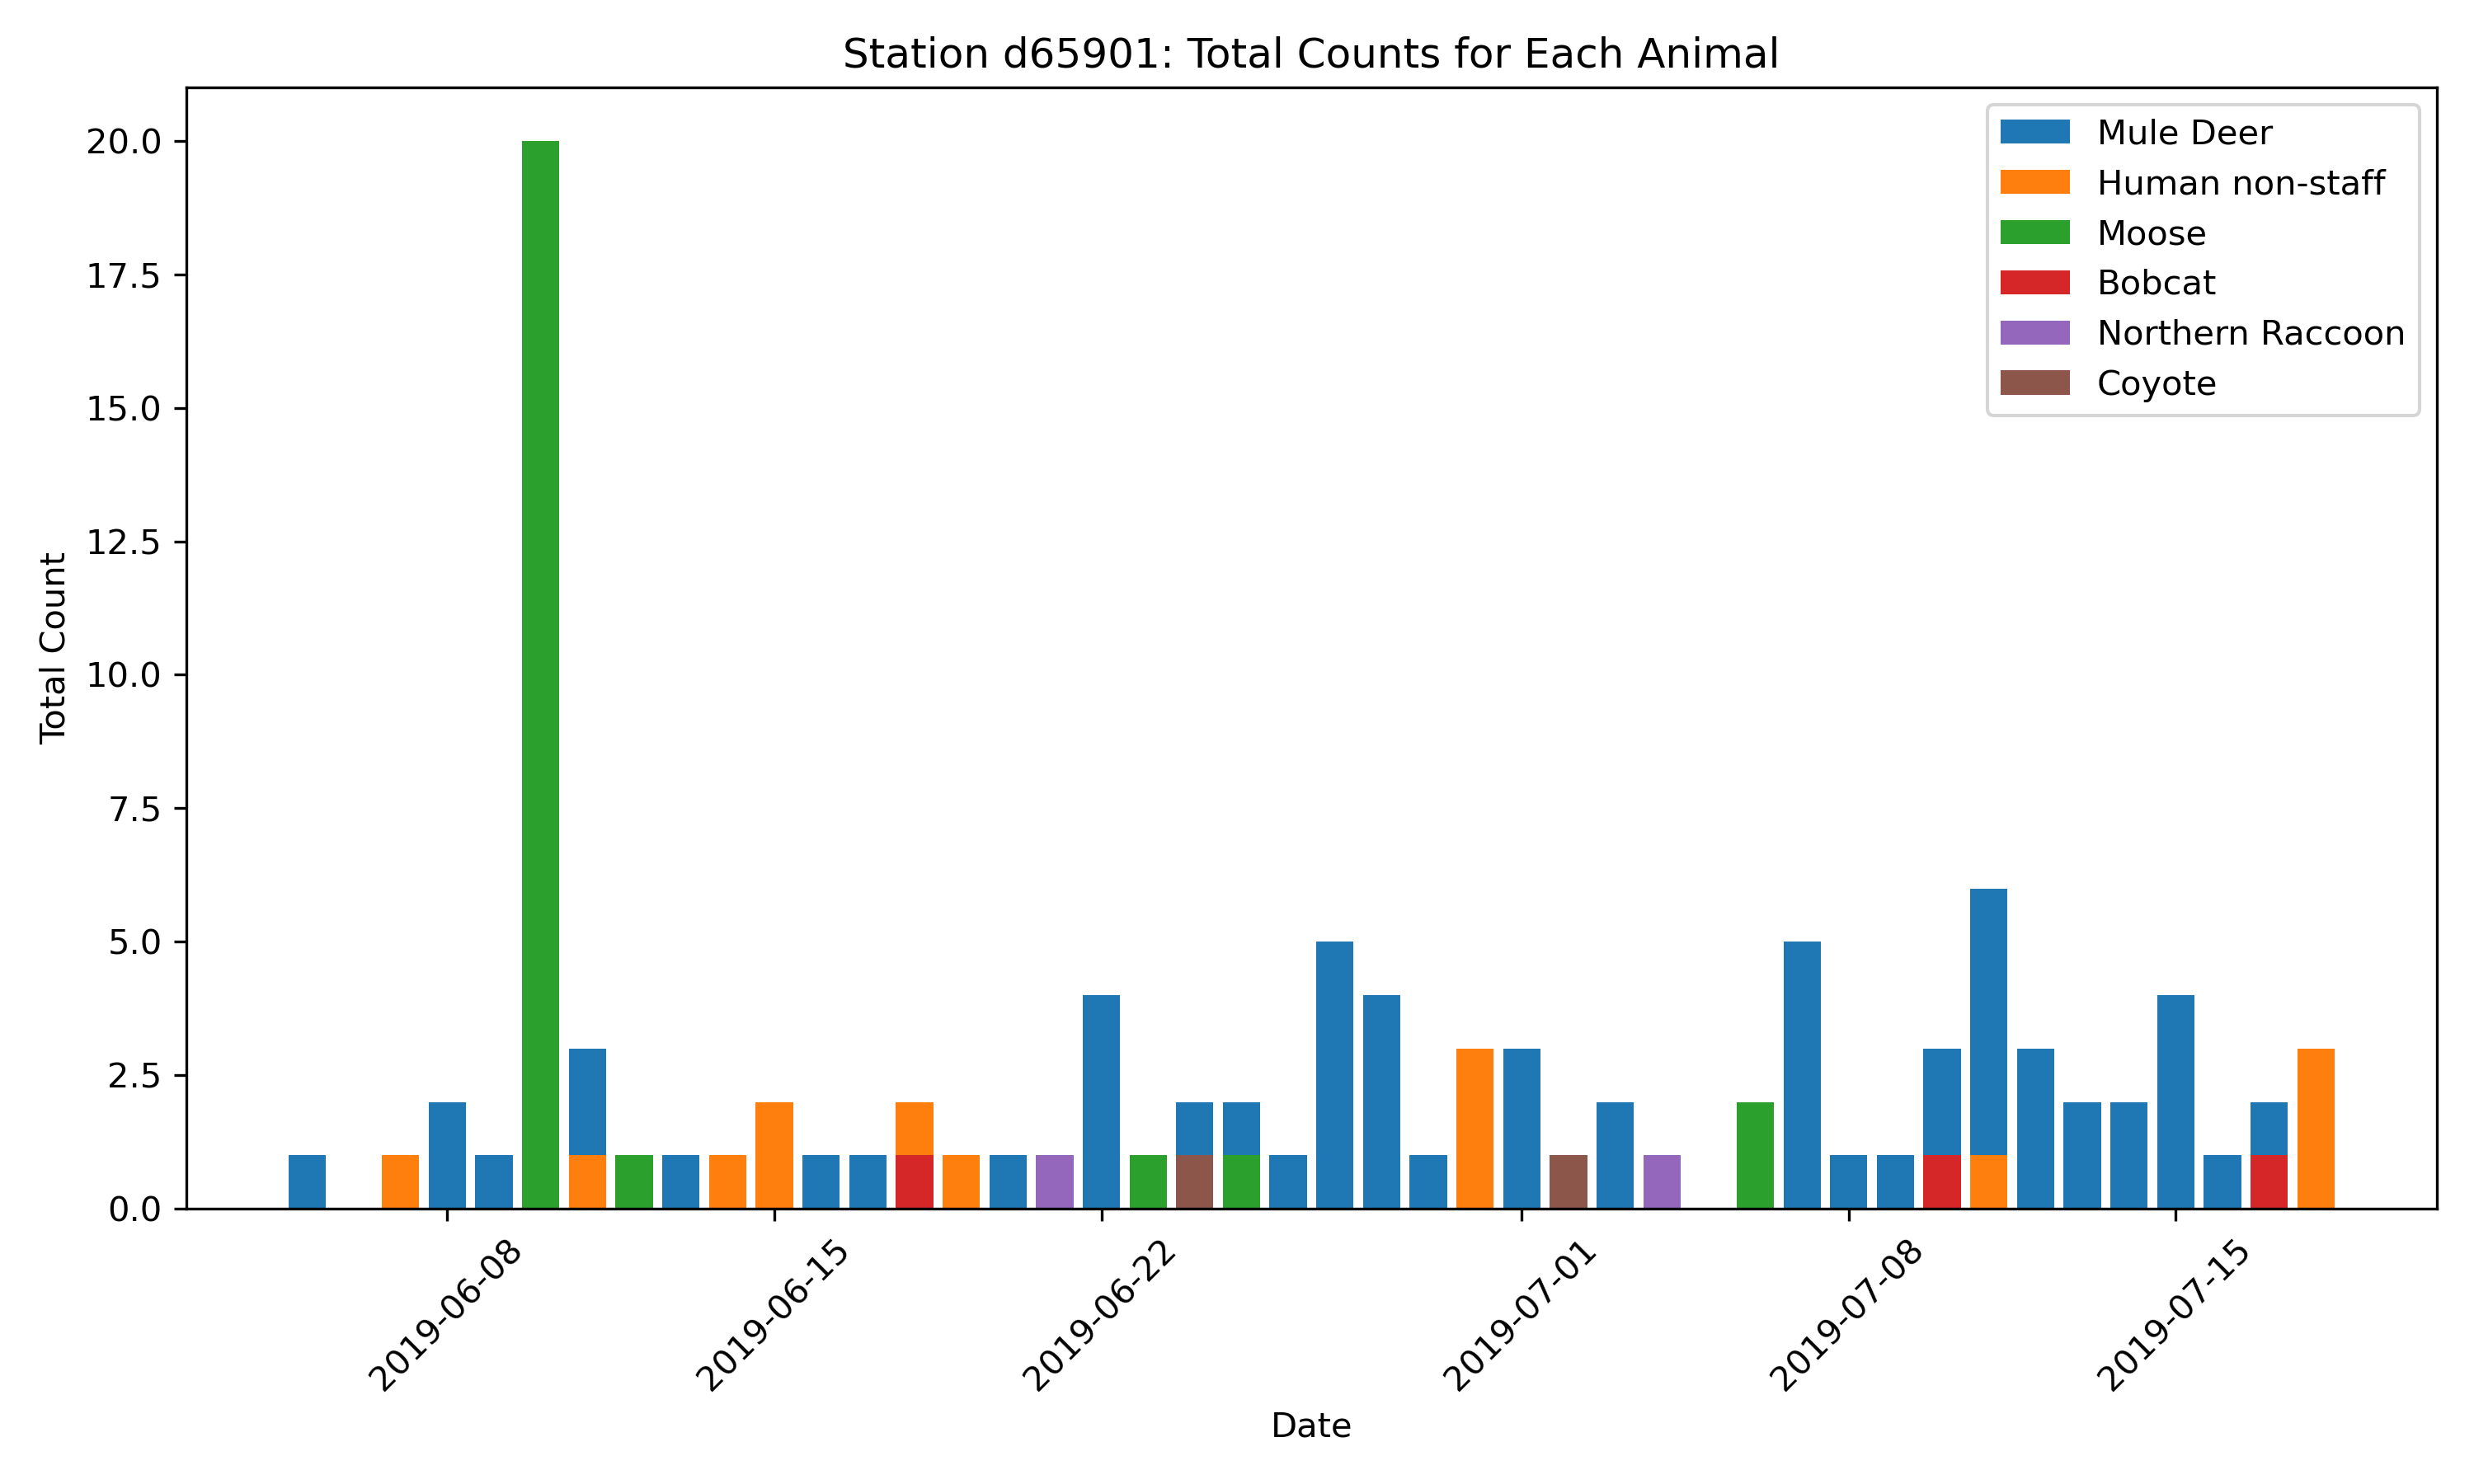 Station d65901: Total Counts for Each Animal
Mule Deer
Human non-staff
Moose
Bobcat
Northern Raccoon
Coyote
Total Count
20.0
17.5
15.0
12.5
10.0
7.5
5.0
2.5
0.0
2019-06-08
2019-06-15
2019-06-22
2019-07-01
2019-07-08
2019-07-15
Date